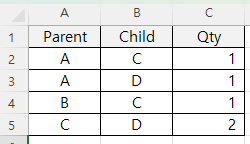 A B C
1 Parent Child Qty
2 A C 1
3 A D 1
4 B C 1
5 C D 2